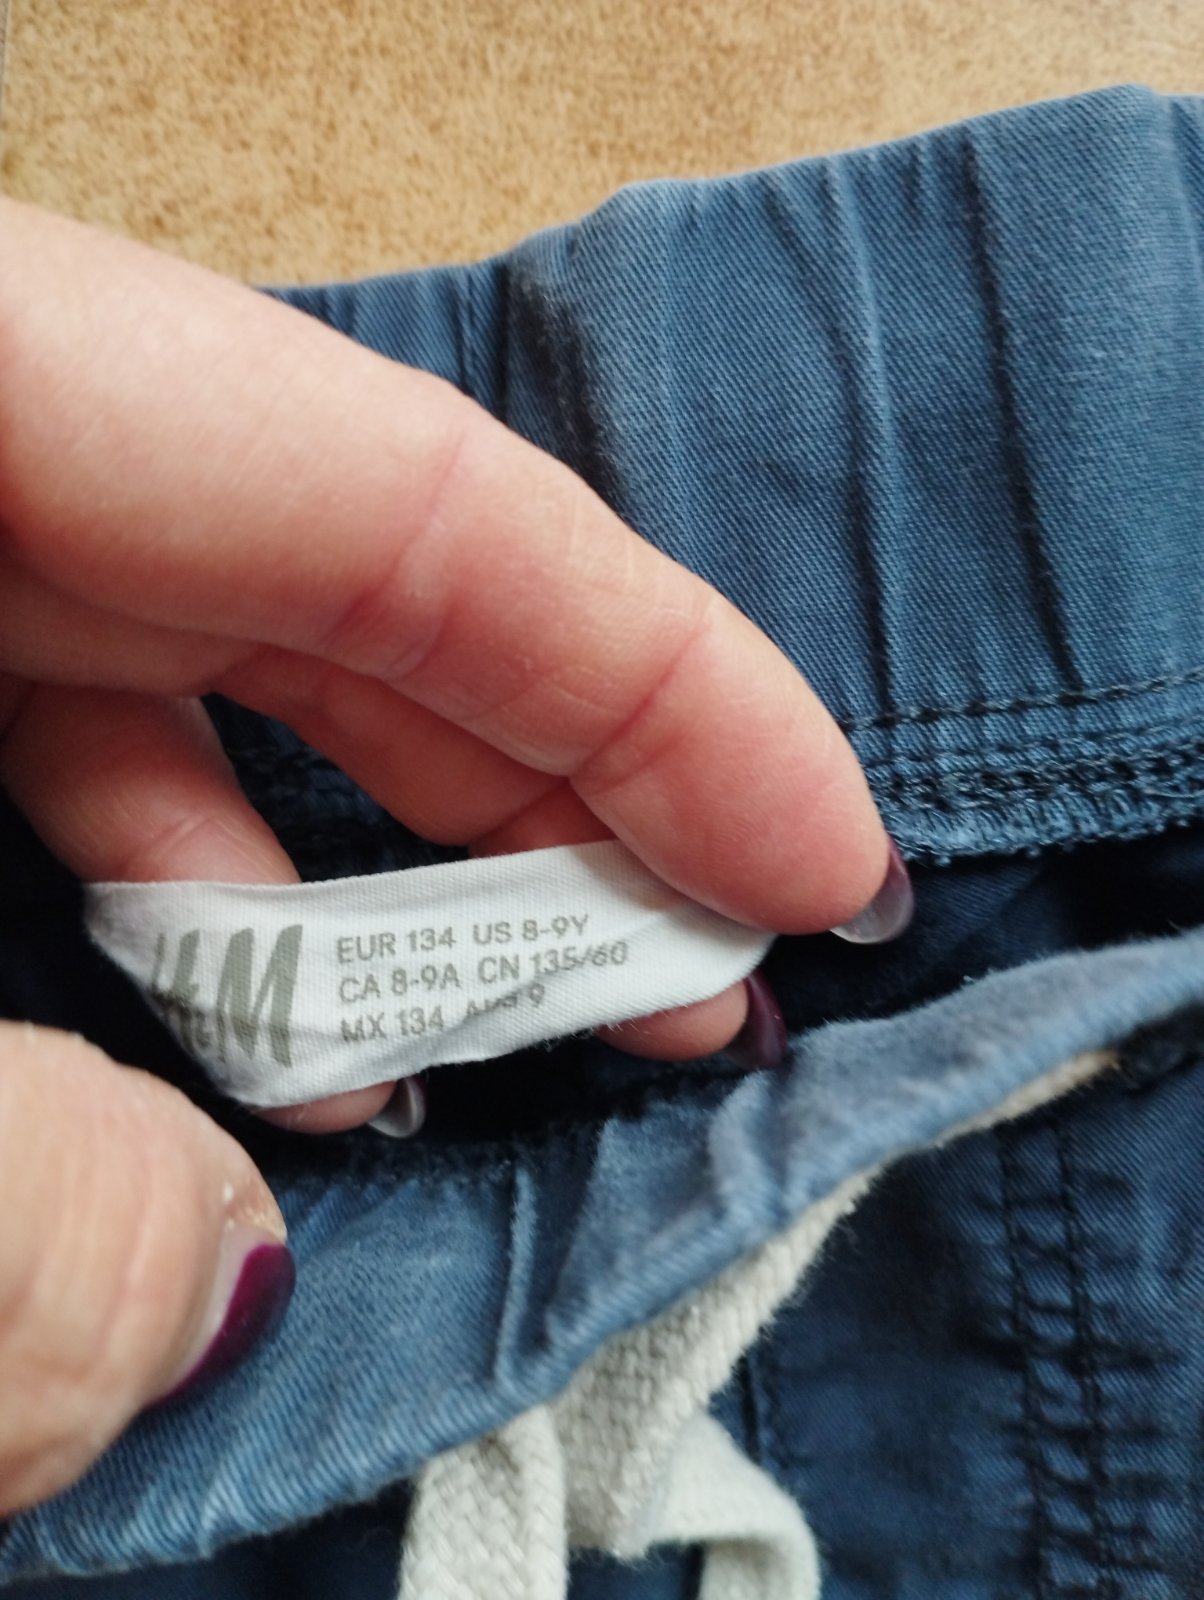 H&M
EUR 134 US 8-9Y
CA 8-9A CN 135/60
MX 134 AUS 9